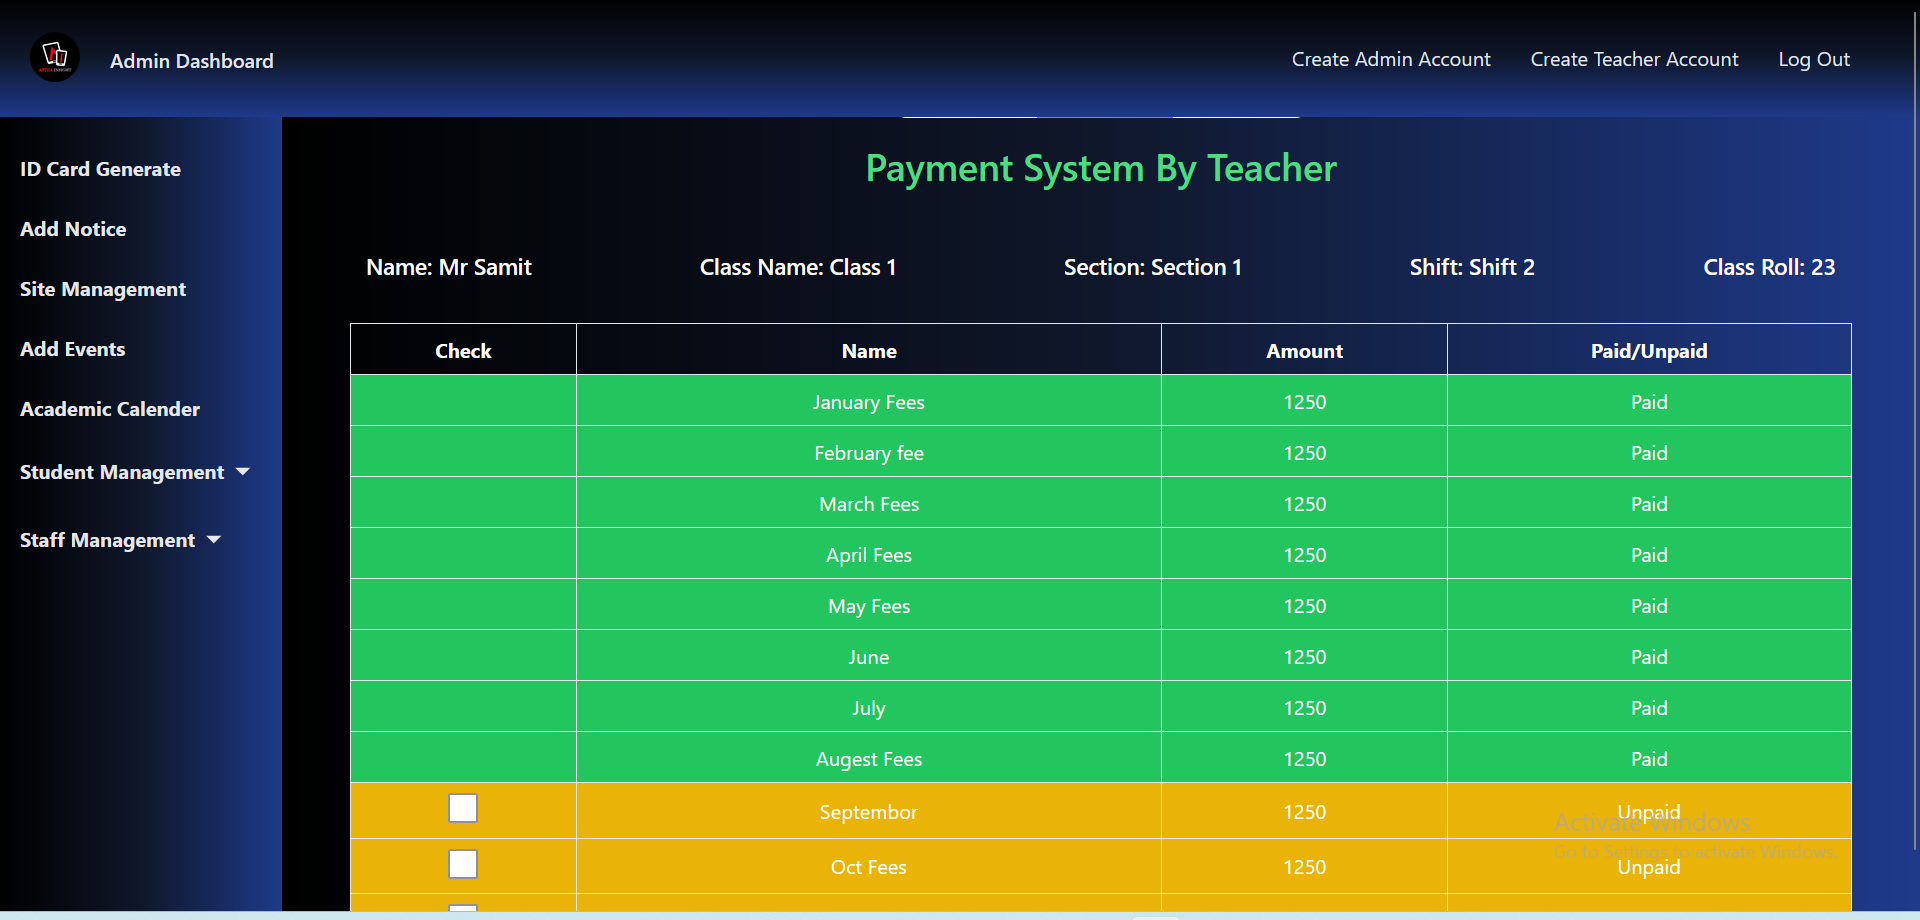 Admin Dashboard
Create Admin Account
Create Teacher Account
Log Out
ID Card Generate
Add Notice
Site Management
Add Events
Academic Calender
Student Management
Staff Management
Payment System By Teacher
Name: Mr Samit
Class Name: Class 1
Section: Section 1
Shift: Shift 2
Class Roll: 23
Check Name Amount Paid/Unpaid
January Fees 1250 Paid
February fee 1250 Paid
March Fees 1250 Paid
April Fees 1250 Paid
May Fees 1250 Paid
June 1250 Paid
July 1250 Paid
Augest Fees 1250 Paid
Septembor 1250 Unpaid
Oct Fees 1250 Unpaid
Activate Windows
Go to Settings to activate Windows.